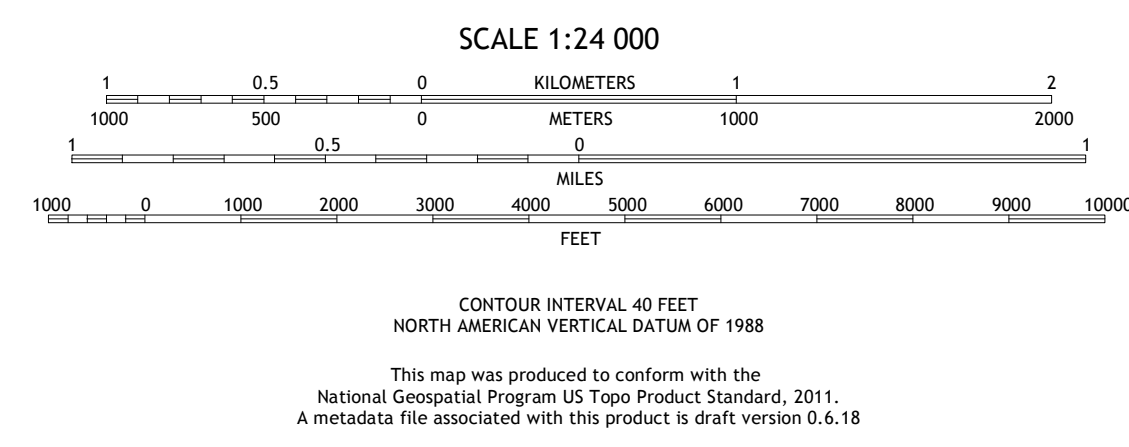 SCALE 1:24 000
1 0.5 0 KILOMETERS 1 2
1000 500 0 METERS 1000 2000
1 0.5 0 1
MILES
1000 0 1000 2000 3000 4000 5000 6000 7000 8000 9000 10000
FEET
CONTOUR INTERVAL 40 FEET
NORTH AMERICAN VERTICAL DATUM OF 1988
This map was produced to conform with the
National Geospatial Program US Topo Product Standard, 2011.
A metadata file associated with this product is draft version 0.6.18